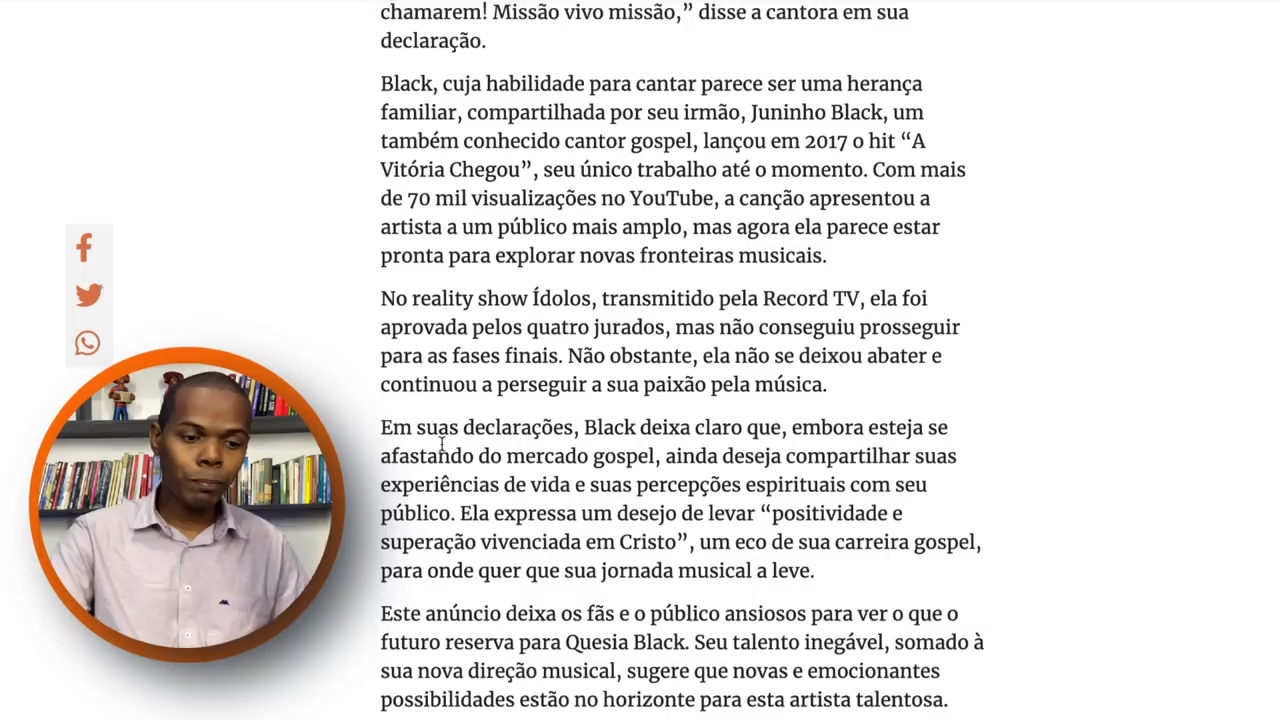 chamarem! Missão vivo missão,” disse a cantora em sua
declaração.
Black, cuja habilidade para cantar parece ser uma herança
familiar, compartilhada por seu irmão, Juninho Black, um
também conhecido cantor gospel, lançou em 2017 o hit “A
Vitória Chegou”, seu único trabalho até o momento. Com mais
de 70 mil visualizações no YouTube, a canção apresentou a
artista a um público mais amplo, mas agora ela parece estar
pronta para explorar novas fronteiras musicais.
No reality show Ídolos, transmitido pela Record TV, ela foi
aprovada pelos quatro jurados, mas não conseguiu prosseguir
para as fases finais. Não obstante, ela não se deixou abater e
continuou a perseguir a sua paixão pela música.
Em suas declarações, Black deixa claro que, embora esteja se
afastando do mercado gospel, ainda deseja compartilhar suas
experiências de vida e suas percepções espirituais com seu
público. Ela expressa um desejo de levar “positividade e
superação vivenciada em Cristo”, um eco de sua carreira gospel,
para onde quer que sua jornada musical a leve.
Este anúncio deixa os fãs e o público ansiosos para ver o que o
futuro reserva para Quesia Black. Seu talento inegável, somado à
sua nova direção musical, sugere que novas e emocionantes
possibilidades estão no horizonte para esta artista talentosa.